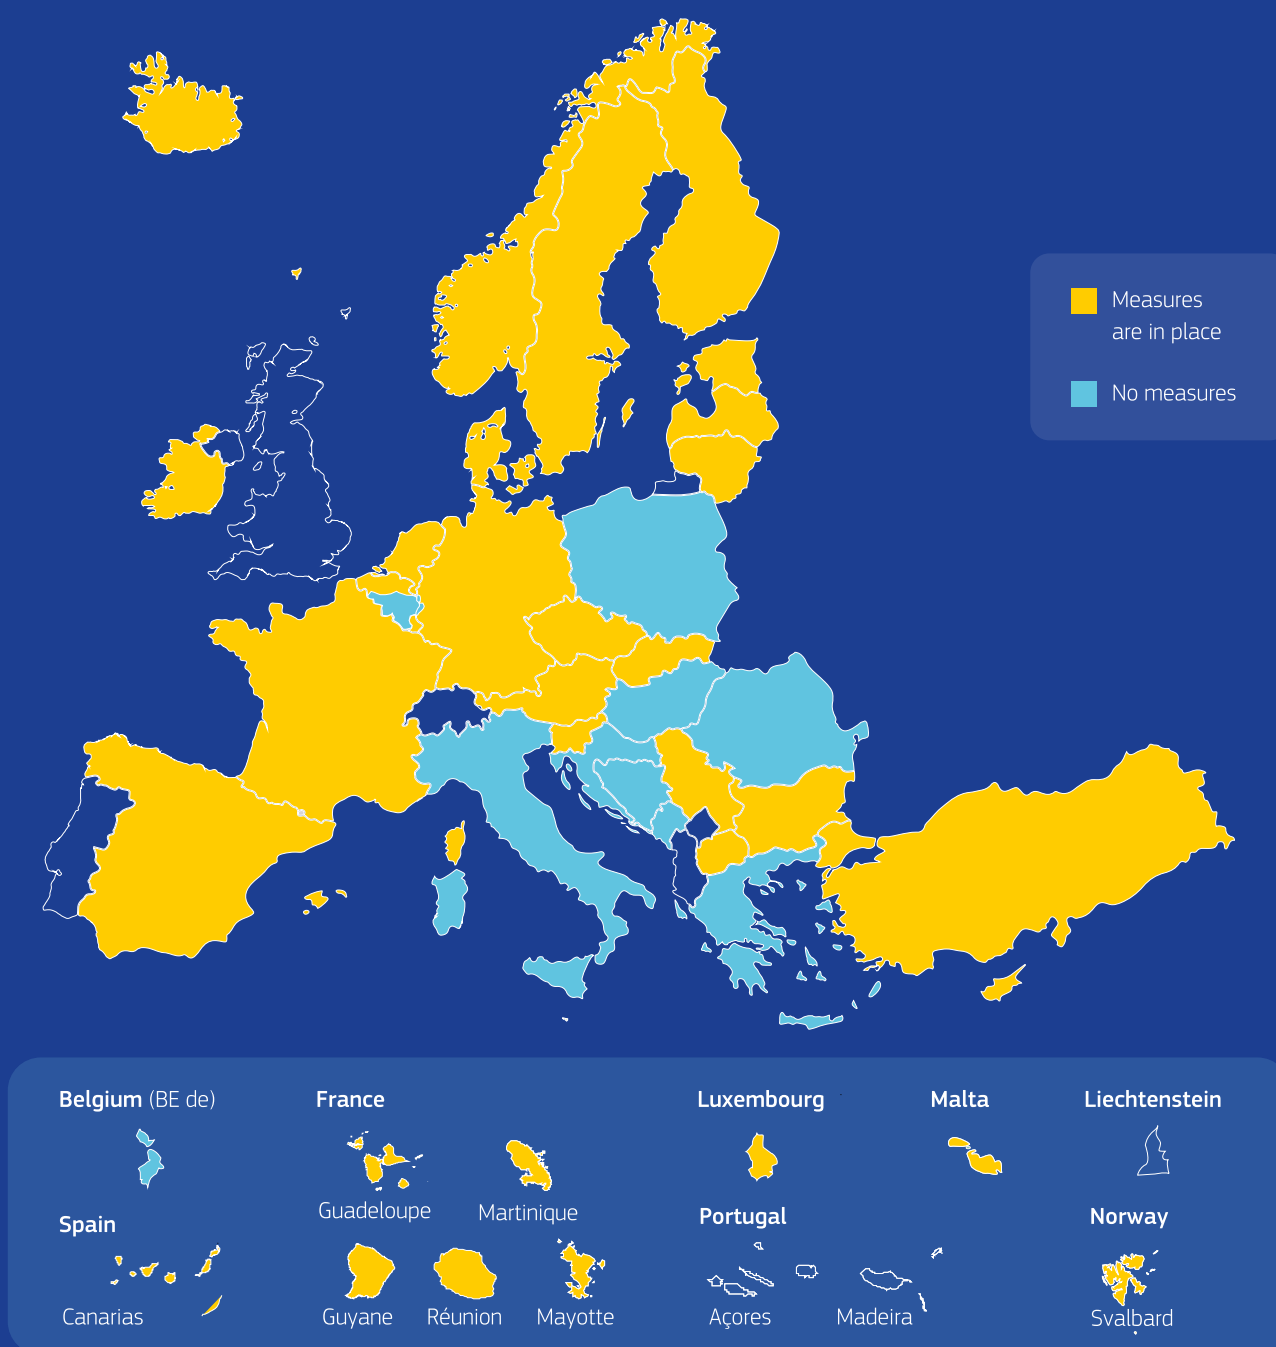 Measures
are in place
No measures
Belgium (BE de)
France
Luxembourg
Malta
Liechtenstein
Guadeloupe
Martinique
Spain
Portugal
Norway
Canarias
Guyane
Réunion
Mayotte
Açores
Madeira
Svalbard